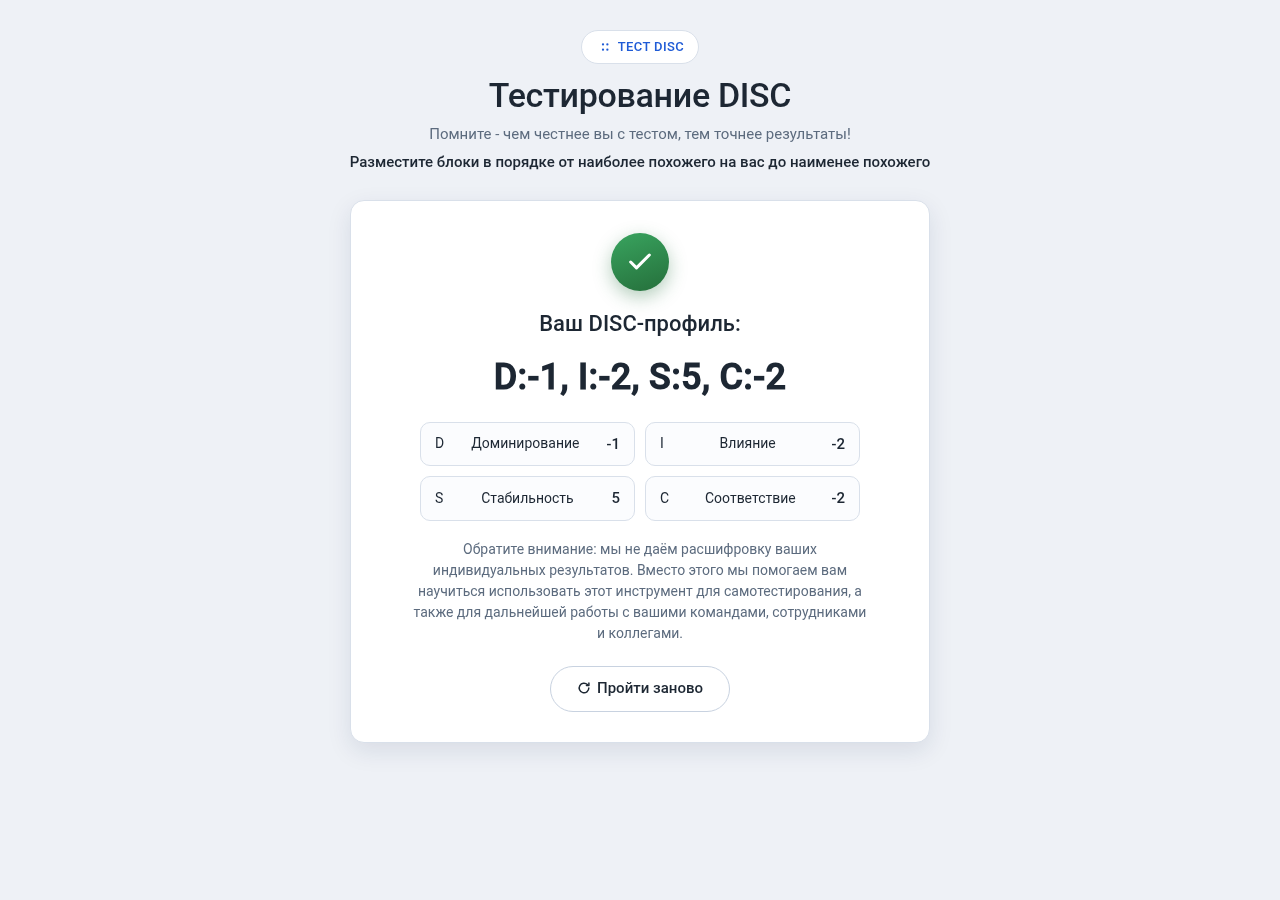 ТЕСТ DISC
Тестирование DISC
Помните - чем честнее вы с тестом, тем точнее результаты!
Разместите блоки в порядке от наиболее похожего на вас до наименее похожего
Ваш DISC-профиль:
D:-1, I:-2, S:5, C:-2
D Доминирование -1
I Влияние -2
S Стабильность 5
C Соответствие -2
Обратите внимание: мы не даём расшифровку ваших
индивидуальных результатов. Вместо этого мы помогаем вам
научиться использовать этот инструмент для самотестирования, а
также для дальнейшей работы с вашими командами, сотрудниками
и коллегами.
Пройти заново